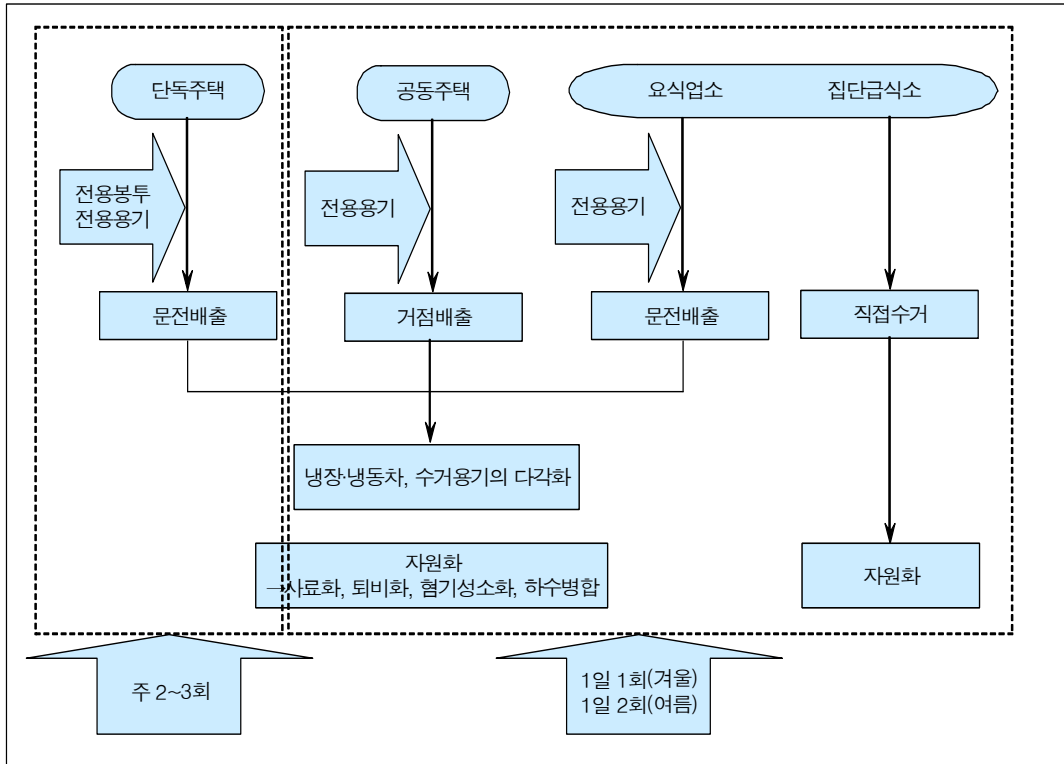 단독주택
공동주택
요식업소
집단급식소
전용봉투
전용용기
전용용기
전용용기
문전배출
거점배출
문전배출
직접수거
냉장·냉동차, 수거용기의 다각화
자원화
→사료화, 퇴비화, 혐기성소화, 하수병합
자원화
주 2~3회
1일 1회(겨울)
1일 2회(여름)